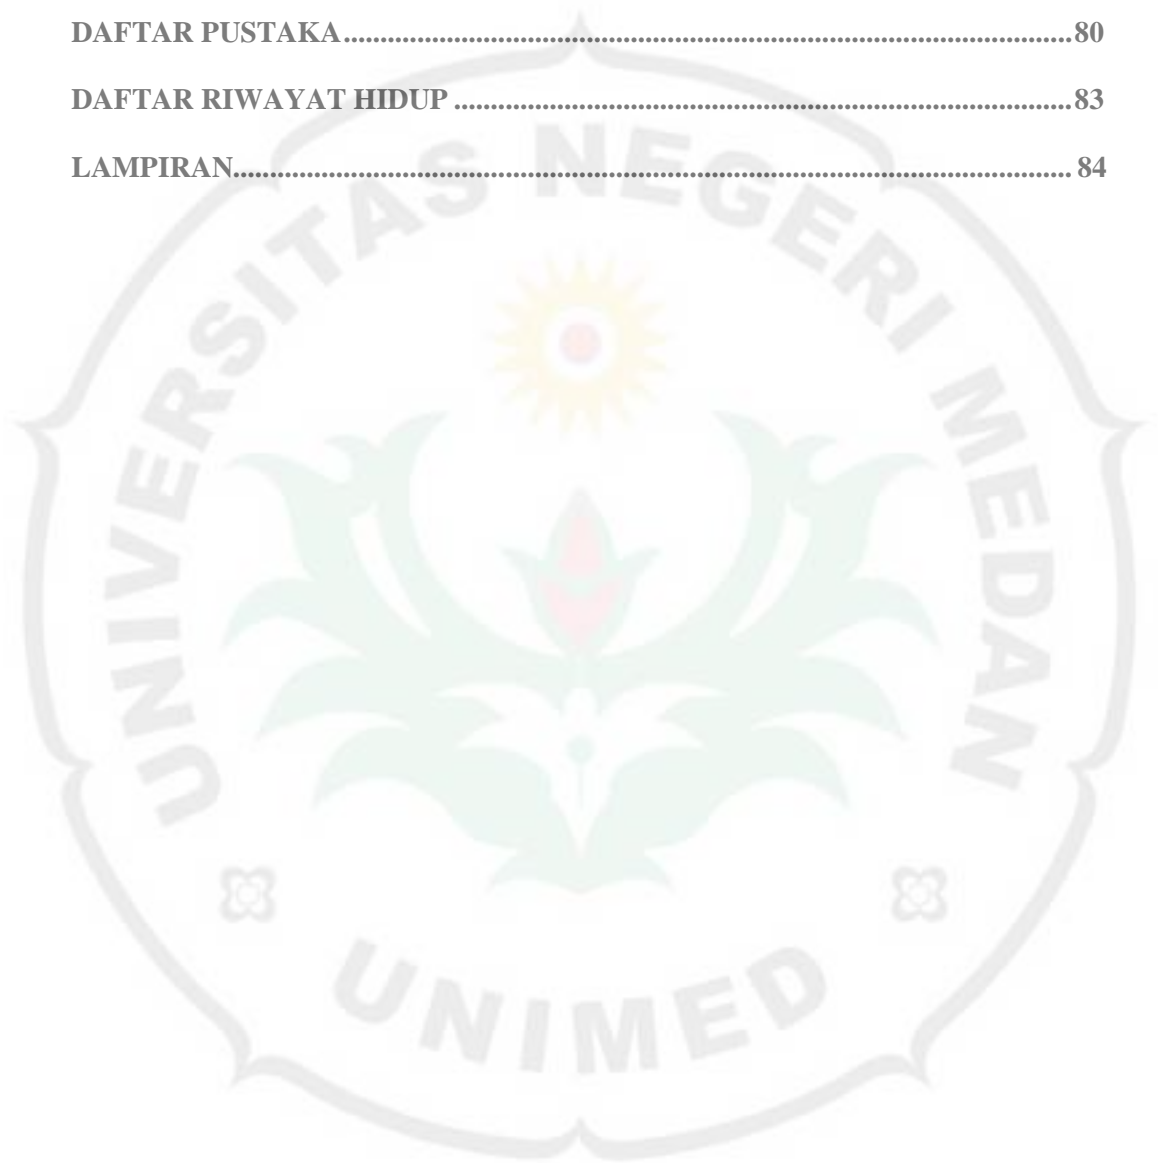 DAFTAR PUSTAKA....................................................................................................80
DAFTAR RIWAYAT HIDUP.....................................................................................83
LAMPIRAN................................................................................................................... 84
UNIVERSITAS NEGERI MEDAN
UNIMED